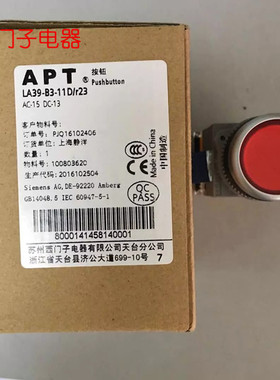 门子电器
APT 按钮
Pushbutton
LA39-B3-11D/r23
AC-15 DC-13
客户物料号:
订单号: PJQ16102406
订货单位: 上海静洋
数量: 1
物料号: 100803620
生产批次: 2016102504
Siemens AG,DE-92220 Amberg
GB14048.5 IEC 60947-5-1
8000141458140001
苏州西门子电器有限公司天台分公司
浙江省天台县济公大道699-10号 7
Made in China
中国制造
QC
PASS